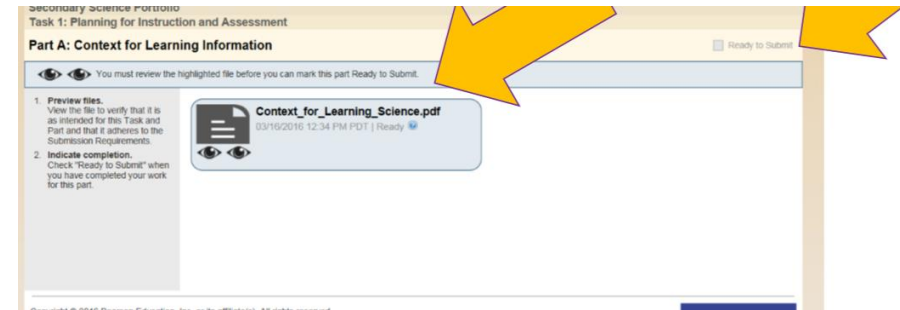 Secondary Science Portfolio
Task 1: Planning for Instruction and Assessment
Part A: Context for Learning Information
Ready to Submit
You must review the highlighted file before you can mark this part Ready to Submit.
1. Preview files.
View the file to verify that it is
as intended for this Task and
Part and that it adheres to the
Submission Requirements.
2. Indicate completion.
Check "Ready to Submit" when
you have completed your work
for this part.
Context_for_Learning_Science.pdf
03/16/2016 12:34 PM PDT | Ready